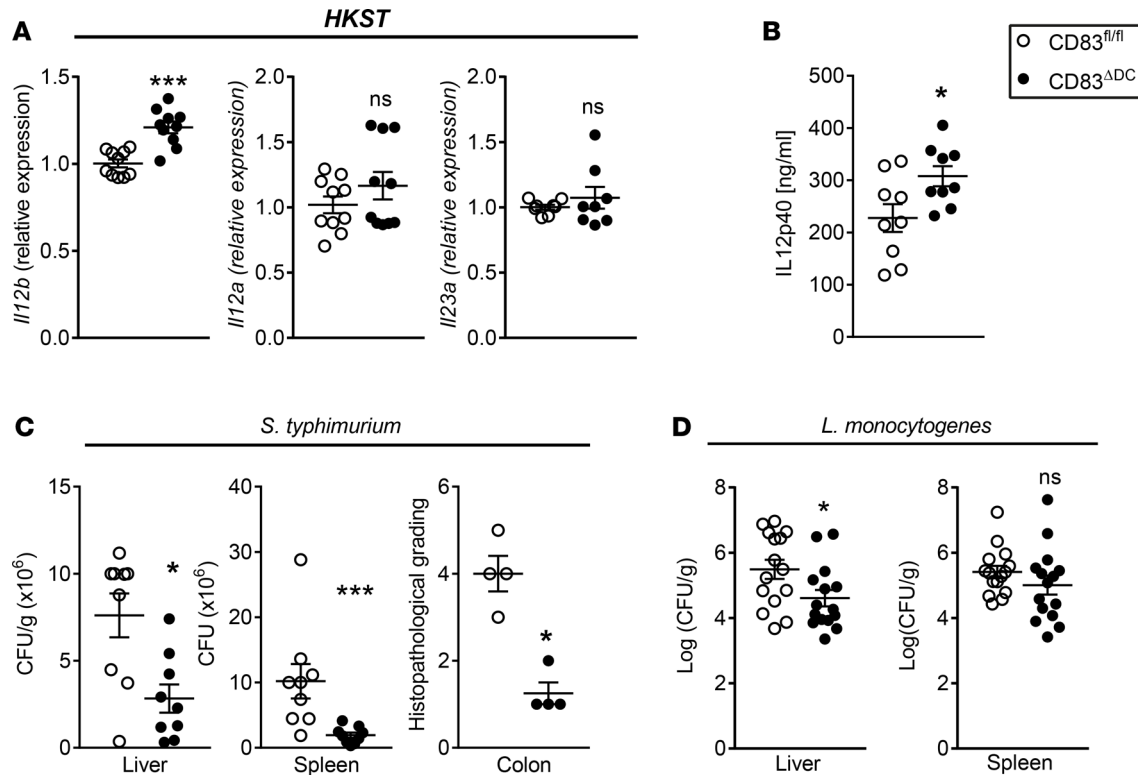 A
HKST
Il12b (relative expression)
1.5
1.0
0.5
0.0
***
Il12a (relative expression)
2.0
1.5
1.0
0.5
0.0
ns
Il23a (relative expression)
2.0
1.5
1.0
0.5
0.0
ns
B
IL12p40 [ng/ml]
500
400
300
200
100
0
*
CD83fl/fl
CD83ΔDC
C
S. typhimurium
CFU/g (x10⁶)
15
10
5
0
*
Liver
CFU (x10⁶)
40
30
20
10
0
***
Spleen
Histopathological grading
6
4
2
0
*
Colon
D
L. monocytogenes
Log (CFU/g)
8
6
4
2
0
*
Liver
Log(CFU/g)
8
6
4
2
0
ns
Spleen